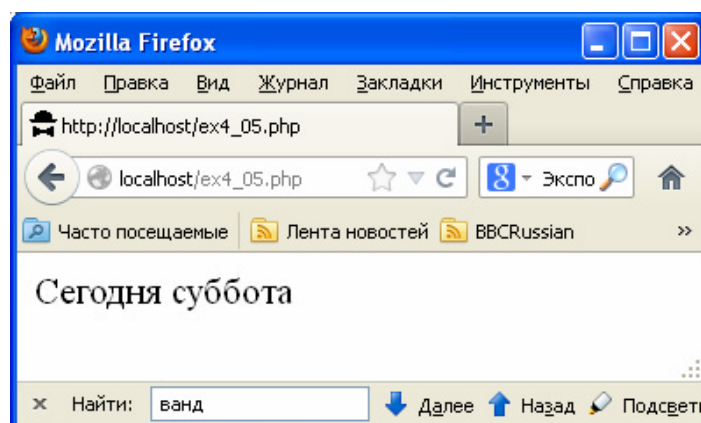 Mozilla Firefox
Файл Правка Вид Журнал Закладки Инструменты Справка
http://localhost/ex4_05.php +
localhost/ex4_05.php 8 Экспо
Часто посещаемые Лента новостей BBCRussian »
Сегодня суббота
× Найти: ванд Далее Назад Подсвет